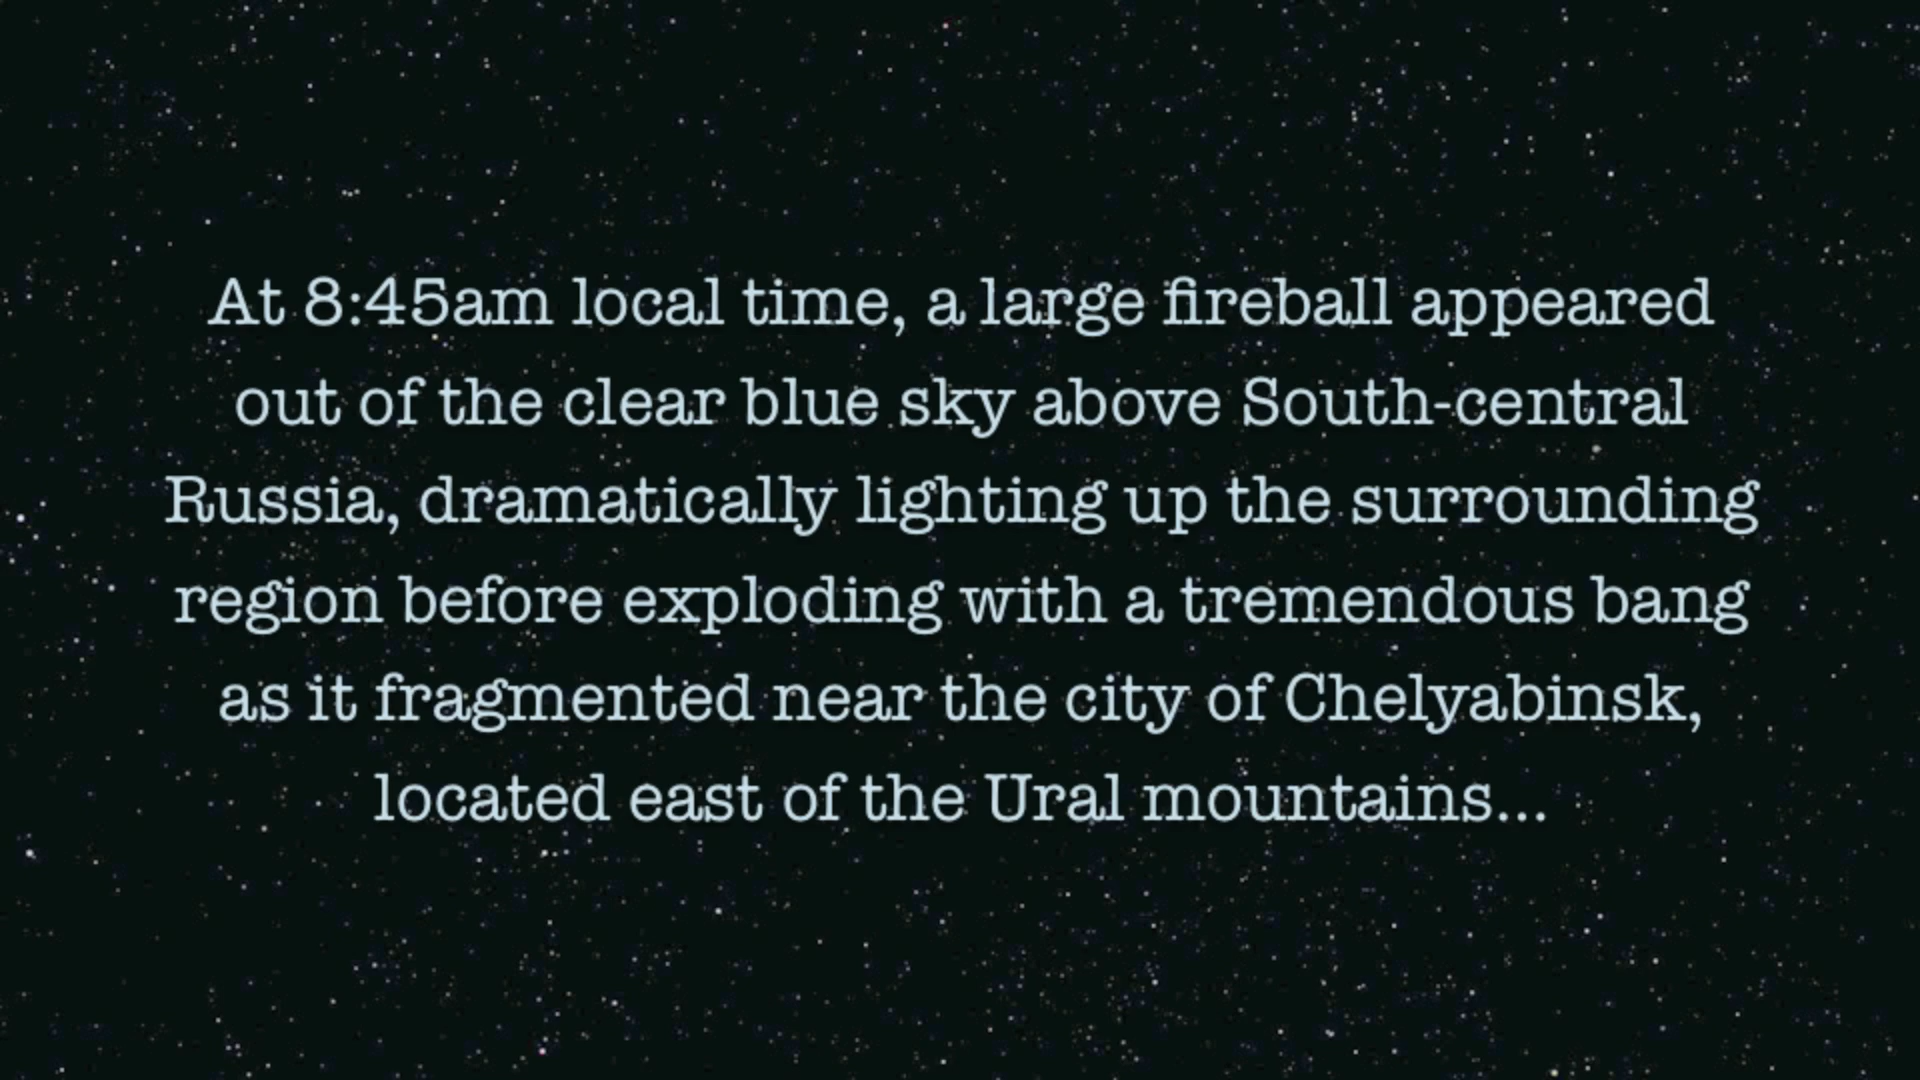 At 8:45am local time, a large fireball appeared
out of the clear blue sky above South-central
Russia, dramatically lighting up the surrounding
region before exploding with a tremendous bang
as it fragmented near the city of Chelyabinsk,
located east of the Ural mountains...